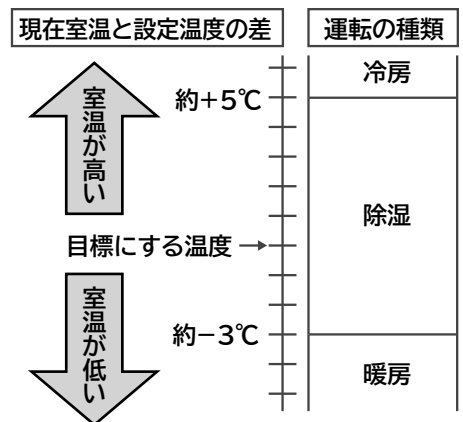 現在室温と設定温度の差
運転の種類
冷房
室温が高い
約+5℃
除湿
目標にする温度
室温が低い
約−3℃
暖房